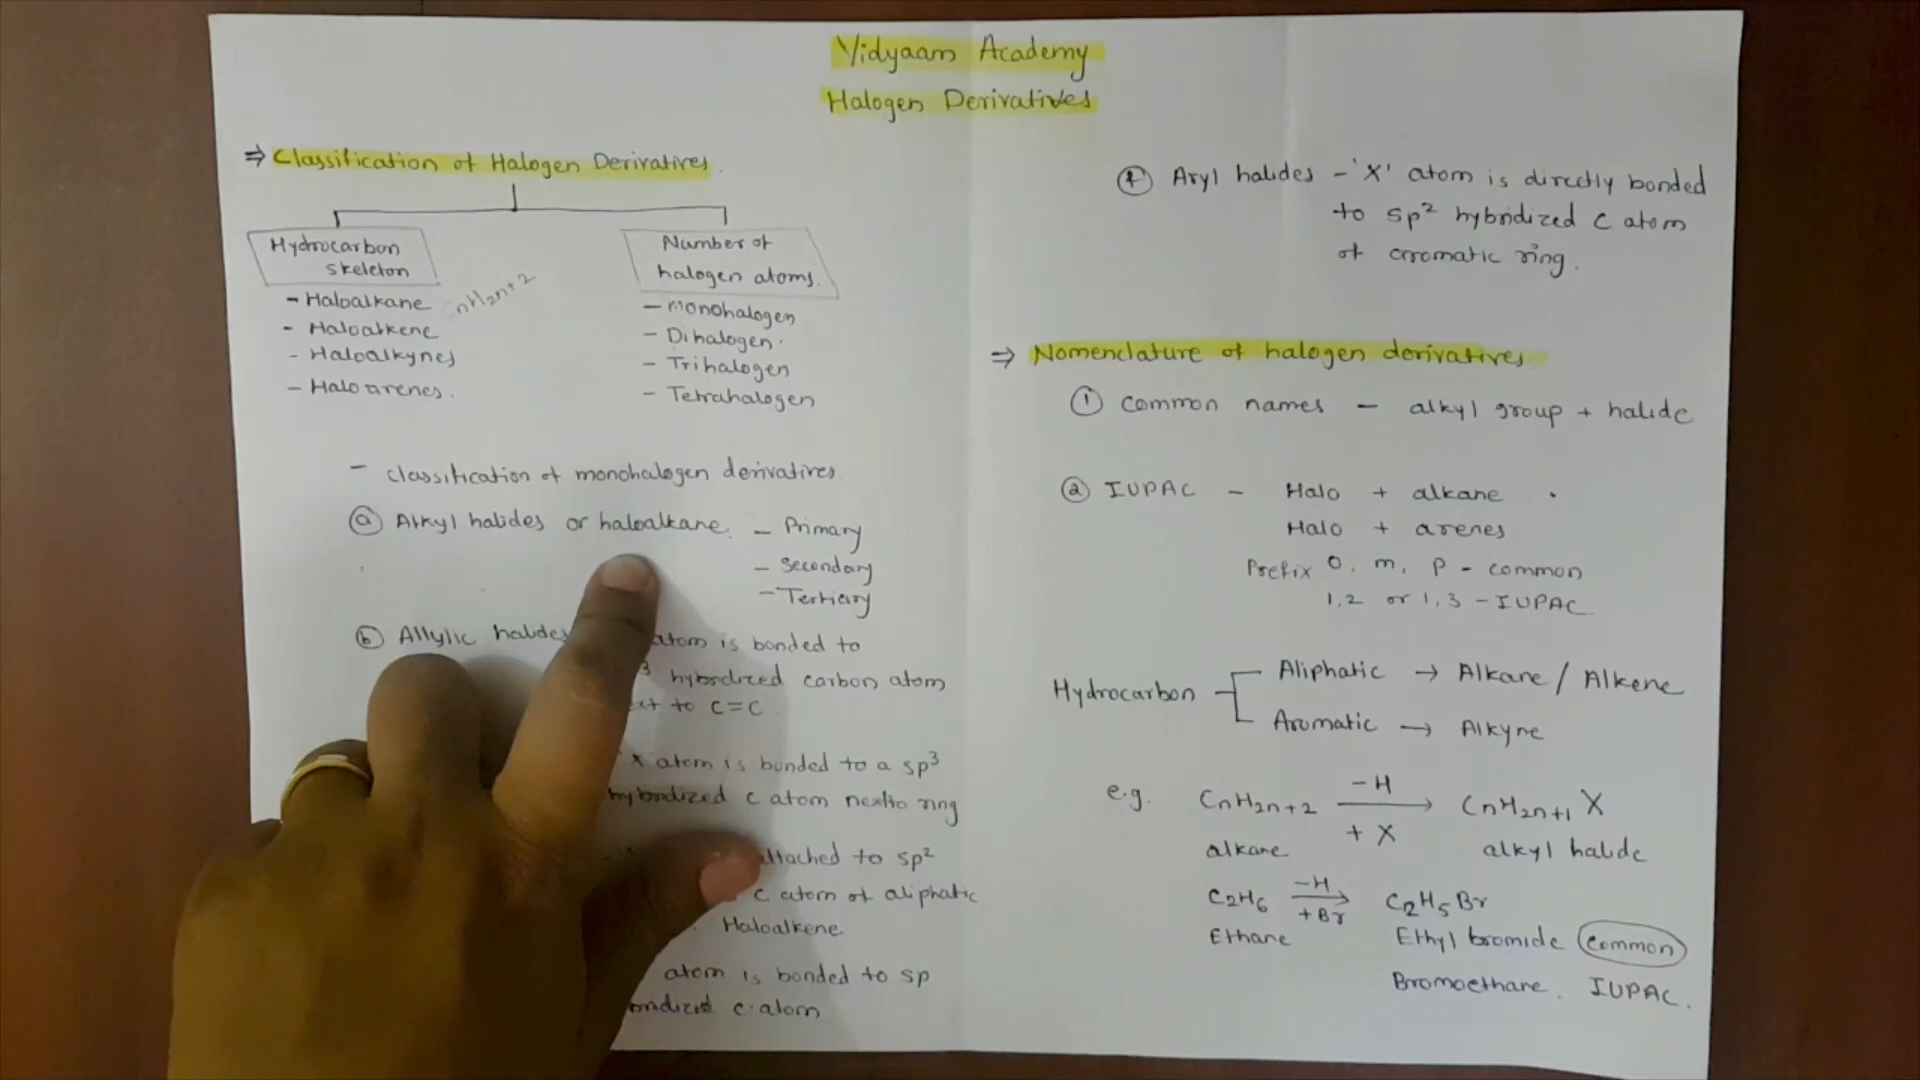 Vidyaam Academy
Halogen Derivatives
⇒ Classification of Halogen Derivatives.
Hydrocarbon
skeleton
- Haloalkane CnH2n+2
- Haloalkene
- Haloalkynes
- Haloarenes.
Number of
halogen atoms.
- Monohalogen
- Dihalogen.
- Trihalogen
- Tetrahalogen
- Classification of monohalogen derivatives
ⓐ Alkyl halides or haloalkane. - Primary
- Secondary
- Tertiary
ⓑ Allylic halides atom is bonded to
3 hybridized carbon atom
ext to C=C
'X' atom is bonded to a sp3
hybridized C atom next to ring
attached to sp2
C atom of aliphatic
Haloalkene
atom is bonded to sp
bridized C atom
ⓕ Aryl halides - 'X' atom is directly bonded
to sp2 hybridized C atom
of aromatic ring.
⇒ Nomenclature of halogen derivatives.
① Common names - alkyl group + halide
② IUPAC - Halo + alkane
Halo + arenes
Prefix O, m, P - common
1,2 or 1,3 - IUPAC
Hydrocarbon Aliphatic → Alkane / Alkene
Aromatic → Alkyne
e.g. CnH2n+2 -H + X → CnH2n+1 X
alkane alkyl halide
C2H6 -H +Br → C2H5Br
Ethane Ethyl bromide Common
Bromoethane. IUPAC.